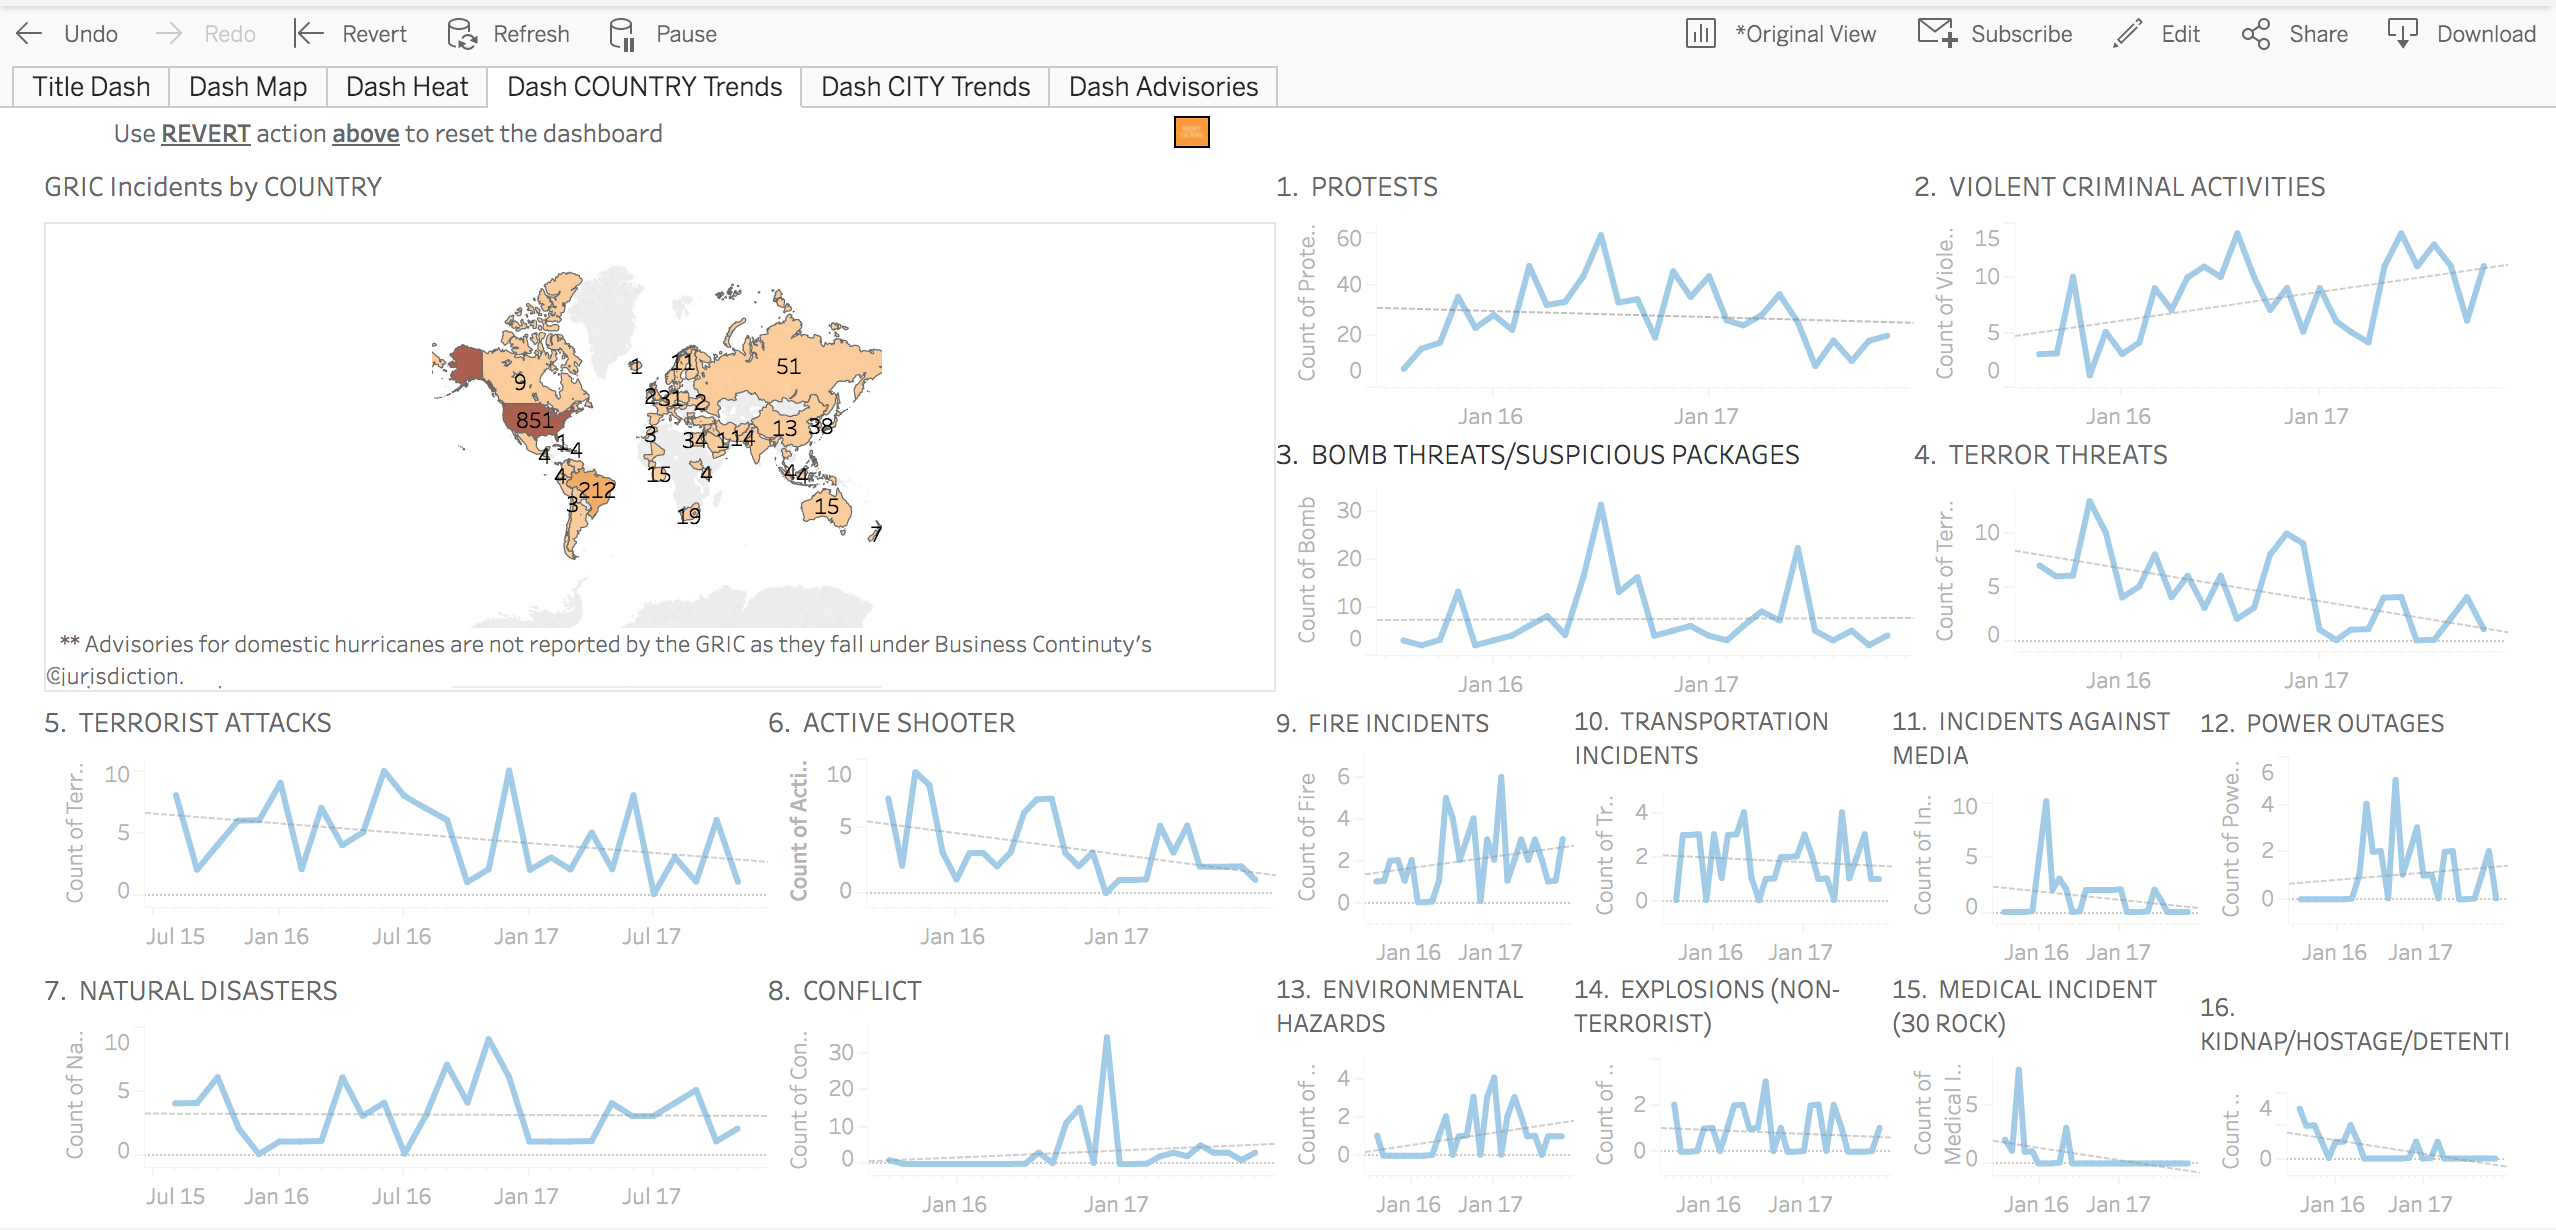 Undo Redo Revert Refresh Pause *Original View Subscribe Edit Share Download
Title Dash Dash Map Dash Heat Dash COUNTRY Trends Dash CITY Trends Dash Advisories
Use REVERT action above to reset the dashboard
GRIC Incidents by COUNTRY
9
851
1
4
4
4
212
3
1
11
51
2
31
2
3
34
1
14
13
38
15
4
4
4
19
15
7
** Advisories for domestic hurricanes are not reported by the GRIC as they fall under Business Continuty's
©jurisdiction.
1. PROTESTS
Count of Prote..
60
40
20
0
Jan 16 Jan 17
2. VIOLENT CRIMINAL ACTIVITIES
Count of Viole..
15
10
5
0
Jan 16 Jan 17
3. BOMB THREATS/SUSPICIOUS PACKAGES
Count of Bomb
30
20
10
0
Jan 16 Jan 17
4. TERROR THREATS
Count of Terr..
10
5
0
Jan 16 Jan 17
5. TERRORIST ATTACKS
Count of Terr..
10
5
0
Jul 15 Jan 16 Jul 16 Jan 17 Jul 17
6. ACTIVE SHOOTER
Count of Acti..
10
5
0
Jan 16 Jan 17
7. NATURAL DISASTERS
Count of Na..
10
5
0
Jul 15 Jan 16 Jul 16 Jan 17 Jul 17
8. CONFLICT
Count of Con..
30
20
10
0
Jan 16 Jan 17
9. FIRE INCIDENTS
Count of Fire
6
4
2
0
Jan 16 Jan 17
10. TRANSPORTATION
INCIDENTS
Count of Tr..
4
2
0
Jan 16 Jan 17
11. INCIDENTS AGAINST
MEDIA
Count of In..
10
5
0
Jan 16 Jan 17
12. POWER OUTAGES
Count of Powe..
6
4
2
0
Jan 16 Jan 17
13. ENVIRONMENTAL
HAZARDS
Count of ..
4
2
0
Jan 16 Jan 17
14. EXPLOSIONS (NON-
TERRORIST)
Count of ..
2
0
Jan 16 Jan 17
15. MEDICAL INCIDENT
(30 ROCK)
Count of
Medical I..
5
0
Jan 16 Jan 17
16.
KIDNAP/HOSTAGE/DETENTI
Count ..
4
0
Jan 16 Jan 17